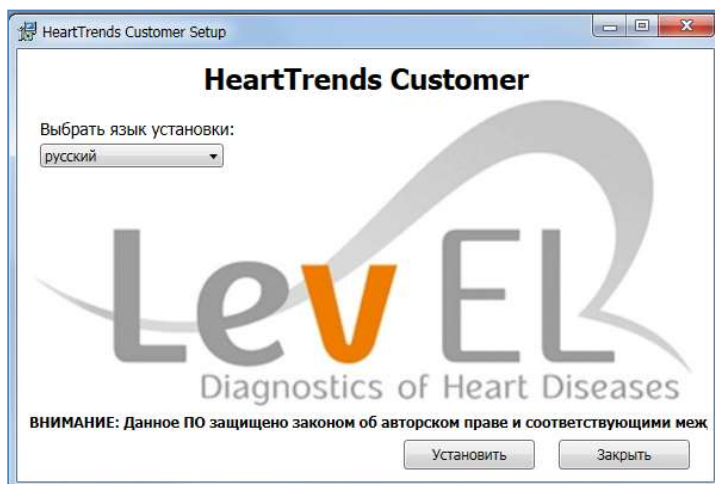 HeartTrends Customer Setup
HeartTrends Customer
Выбрать язык установки:
русский
LevEL
Diagnostics of Heart Diseases
ВНИМАНИЕ: Данное ПО защищено законом об авторском праве и соответствующими меж
Установить
Закрыть